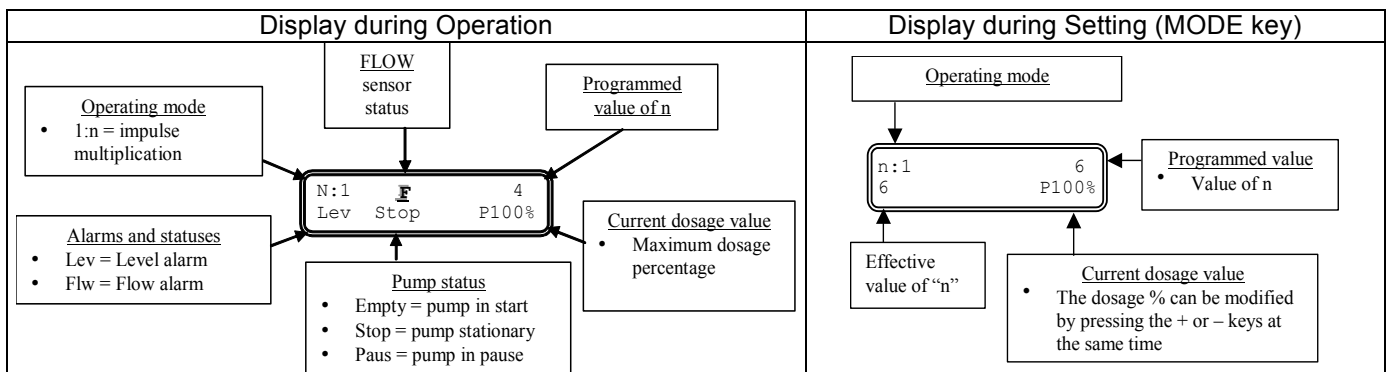 Display during Operation
Display during Setting (MODE key)
FLOW
sensor
status
Operating mode
• 1:n = impulse
multiplication
Programmed
value of n
N:1 F 4
Lev Stop P100%
Alarms and statuses
• Lev = Level alarm
• Flw = Flow alarm
Pump status
• Empty = pump in start
• Stop = pump stationary
• Paus = pump in pause
Current dosage value
• Maximum dosage
percentage
Operating mode
n:1 6
6 P100%
Programmed value
• Value of n
Effective
value of “n”
Current dosage value
• The dosage % can be modified
by pressing the + or – keys at
the same time